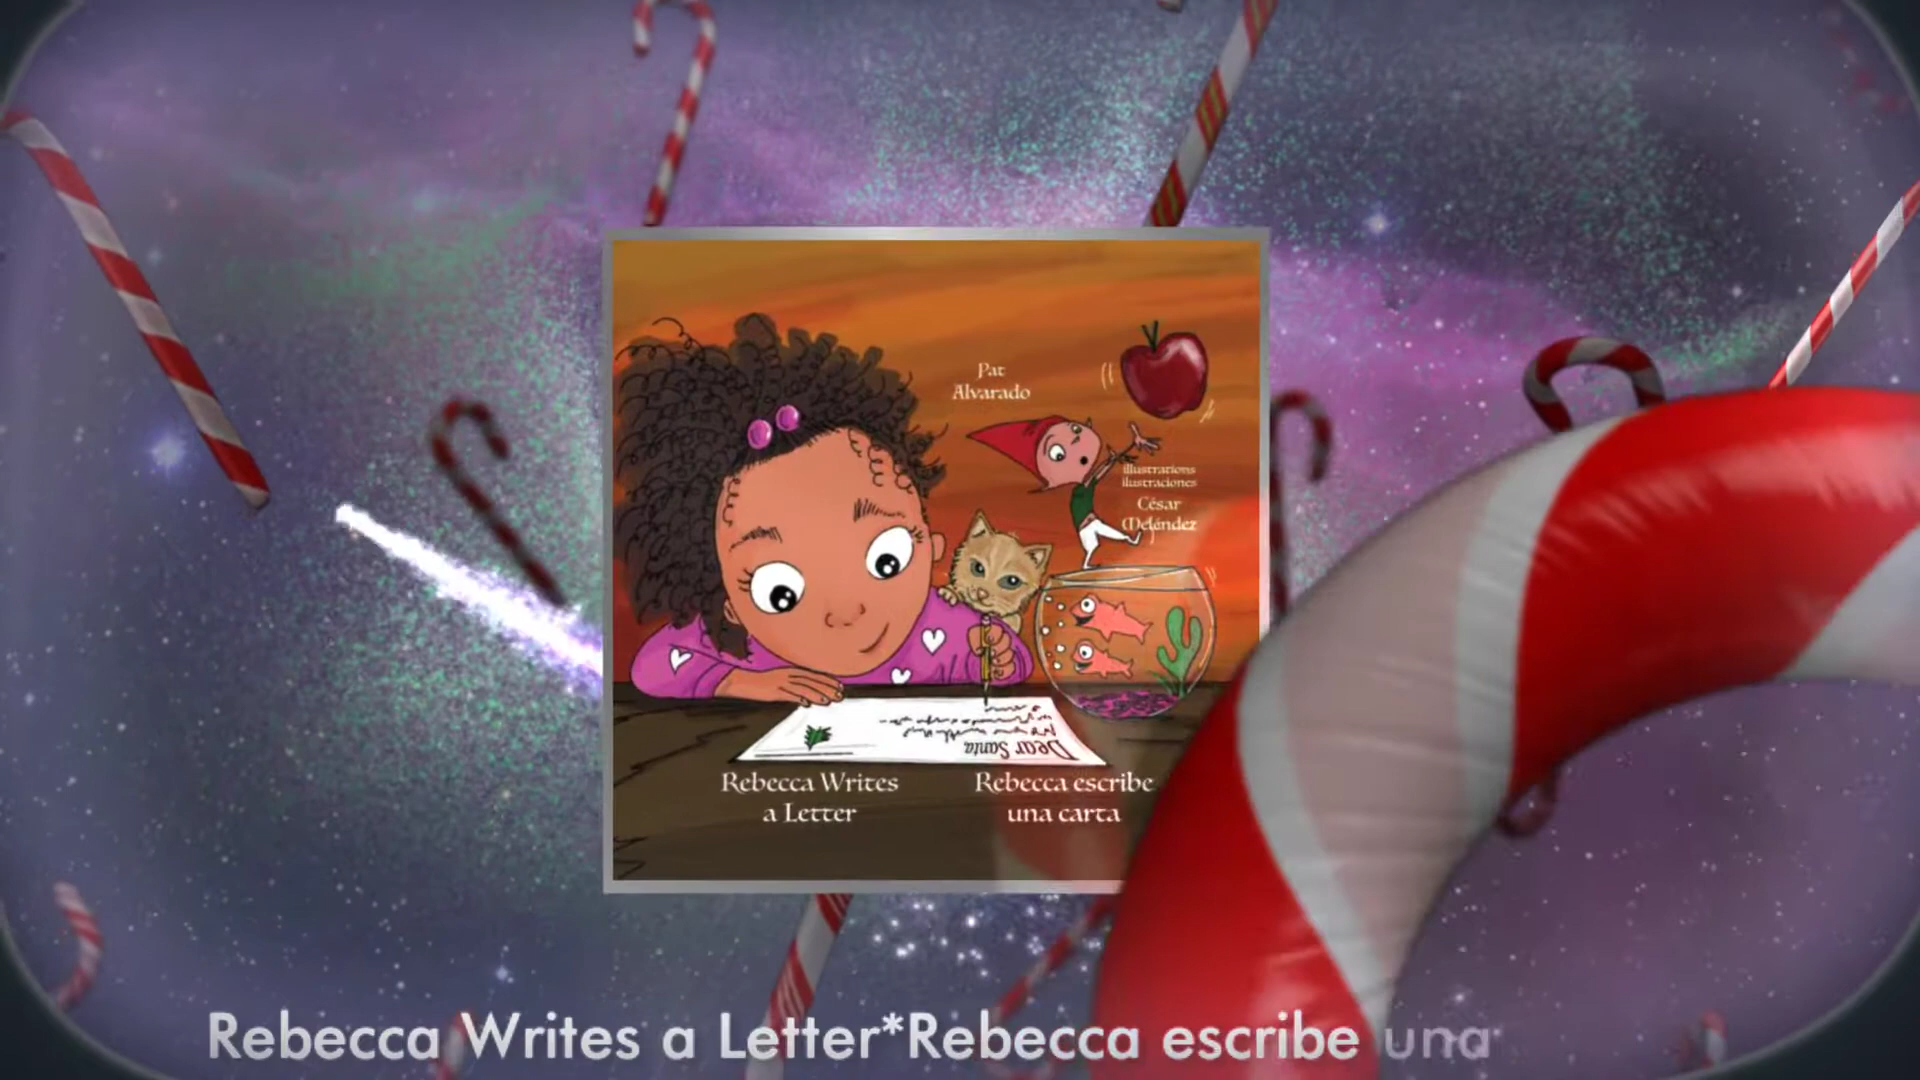 Pat
Alvarado
illustrations
ilustraciones
César
Meléndez
Dear Santa
Rebecca Writes
a Letter
Rebecca escribe
una carta
Rebecca Writes a Letter*Rebecca escribe una